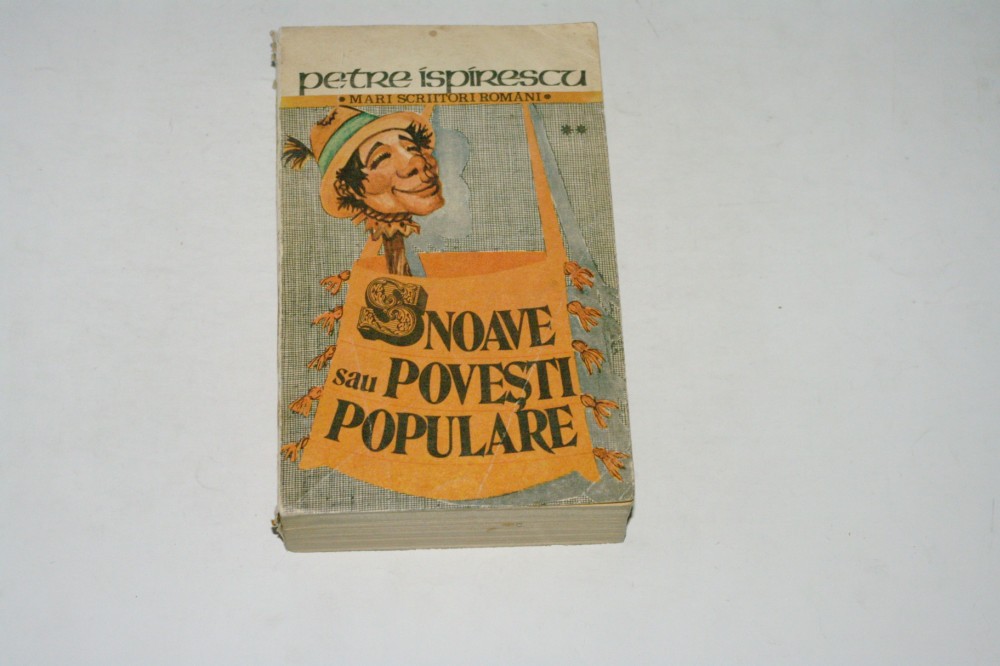 petre ispirescu
• MARI SCRIITORI ROMÂNI •
**
SNOAVE
sau POVEȘTI
POPULARE